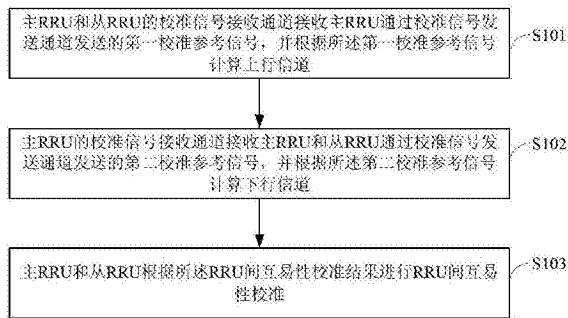 主RRU和从RRU的校准信号接收通道接收主RRU通过校准信号发
送通道发送的第一校准参考信号，并根据所述第一校准参考信号
计算上行信道
S101
主RRU的校准信号接收通道接收主RRU和从RRU通过校准信号发
送通道发送的第二校准参考信号，并根据所述第二校准参考信号
计算下行信道
S102
主RRU和从RRU根据所述RRU间互易性校准结果进行RRU间互易
性校准
S103